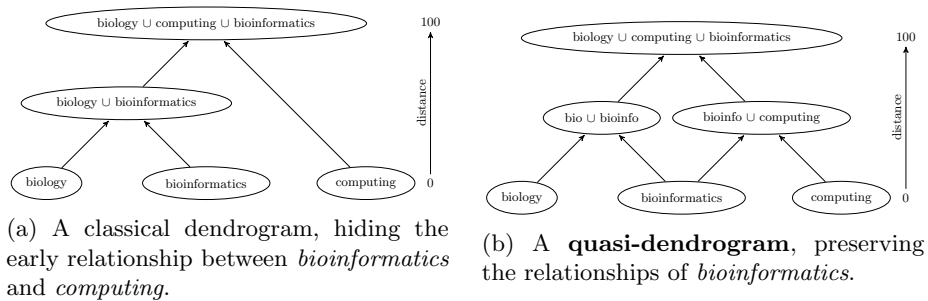 biology ∪ computing ∪ bioinformatics
100
biology ∪ bioinformatics
distance
biology
bioinformatics
computing
0
(a) A classical dendrogram, hiding the
early relationship between bioinformatics
and computing.
biology ∪ computing ∪ bioinformatics
100
bio ∪ bioinfo
bioinfo ∪ computing
distance
biology
bioinformatics
computing
0
(b) A quasi-dendrogram, preserving
the relationships of bioinformatics.